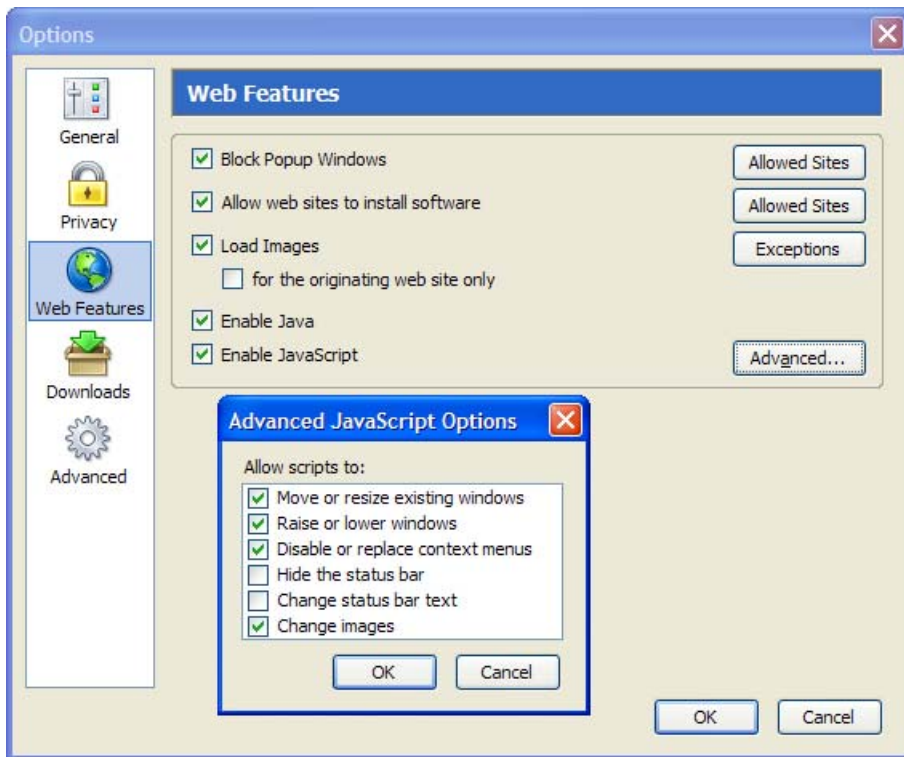 Options
General
Privacy
Web Features
Downloads
Advanced
Web Features
Block Popup Windows
Allowed Sites
Allow web sites to install software
Allowed Sites
Load Images
Exceptions
for the originating web site only
Enable Java
Enable JavaScript
Advanced...
Advanced JavaScript Options
Allow scripts to:
Move or resize existing windows
Raise or lower windows
Disable or replace context menus
Hide the status bar
Change status bar text
Change images
OK Cancel
OK Cancel